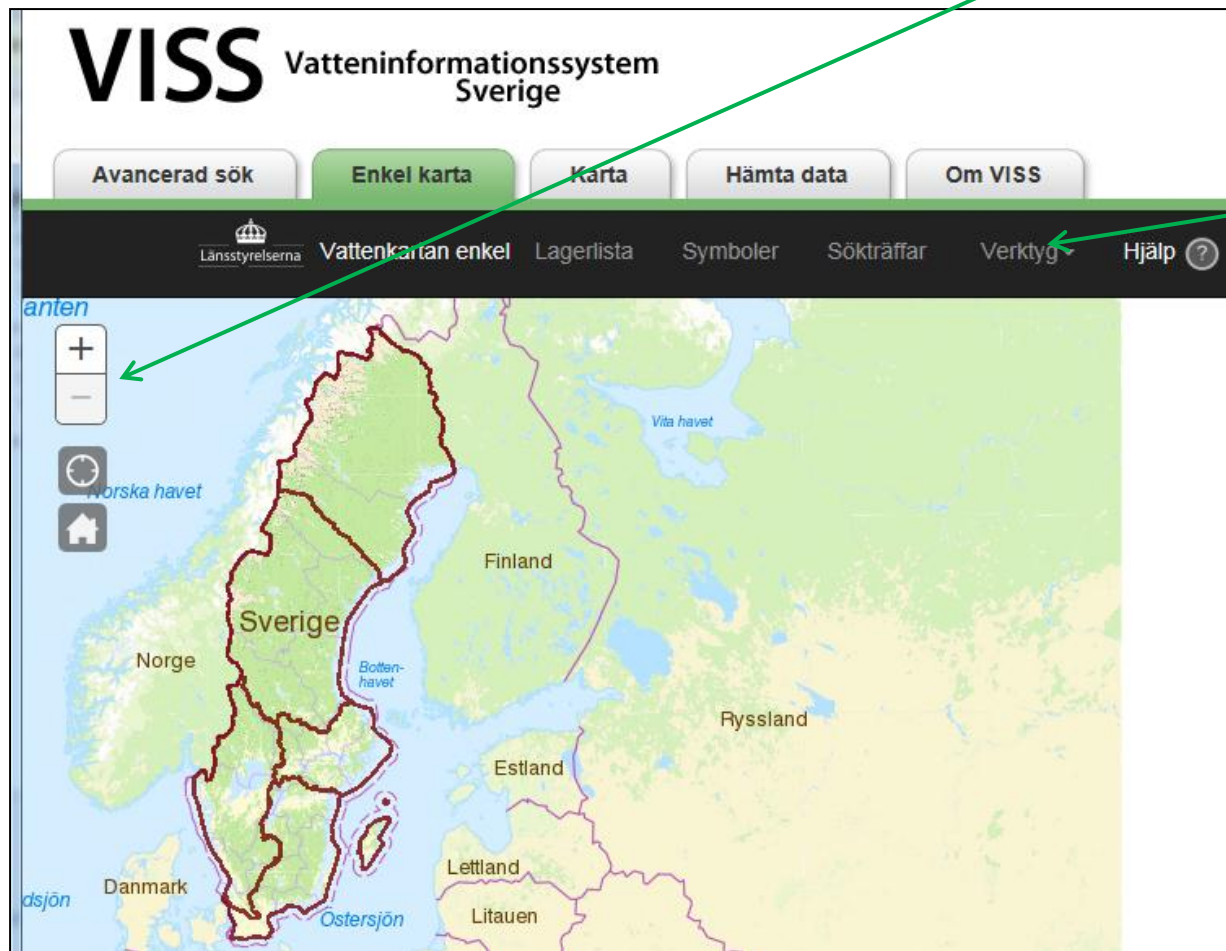 VISS Vatteninformationssystem
Sverige
Avancerad sök Enkel karta Karta Hämta data Om VISS
Länsstyrelserna Vattenkartan enkel Lagerlista Symboler Sökträffar Verktyg Hjälp ?
anten
+
−
Vita havet
Norska havet
Finland
Sverige
Norge
Botten-
havet
Ryssland
Estland
Lettland
Danmark
dsjön
Östersjön
Litauen